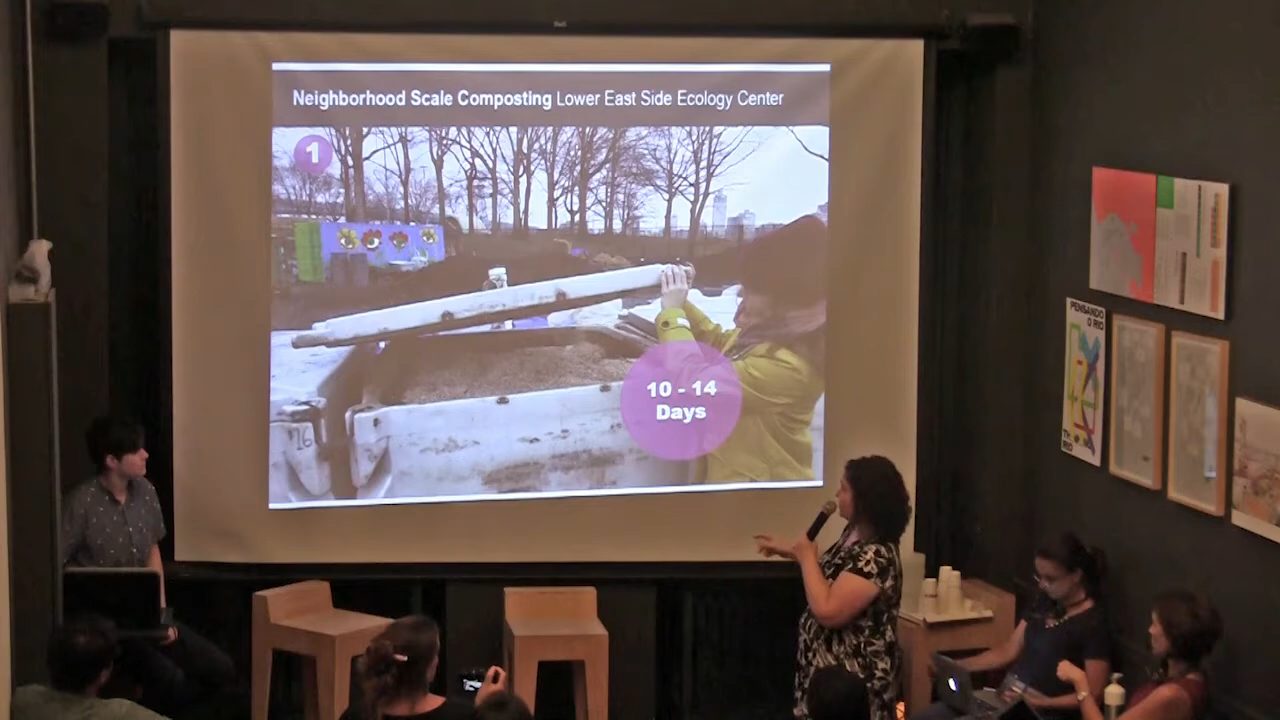 Neighborhood Scale Composting Lower East Side Ecology Center
1
10 - 14
Days
16
PENSANDO
O RIO